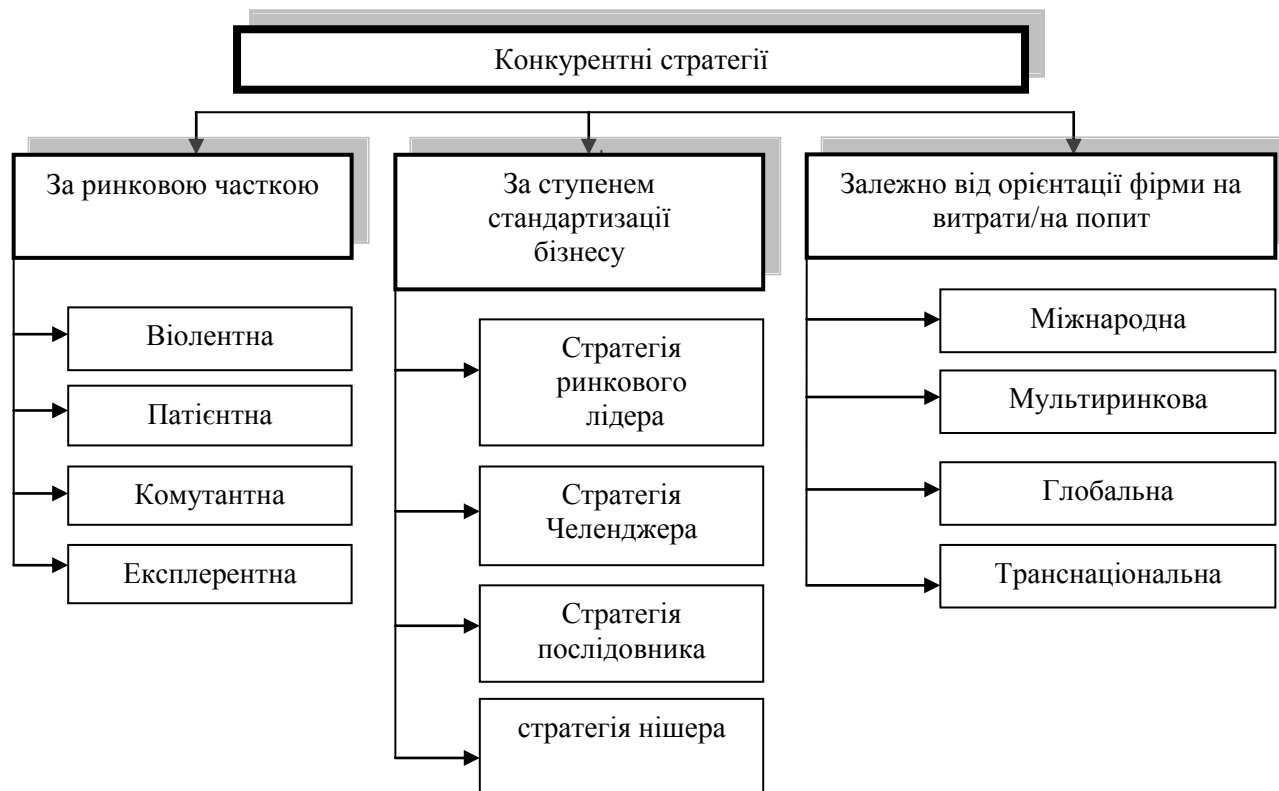 Конкурентні стратегії
За ринковою часткою
Віолентна
Патієнтна
Комутантна
Експлерентна
За ступенем
стандартизації
бізнесу
Стратегія
ринкового
лідера
Стратегія
Челенджера
Стратегія
послідовника
стратегія нішера
Залежно від орієнтації фірми на
витрати/на попит
Міжнародна
Мультиринкова
Глобальна
Транснаціональна